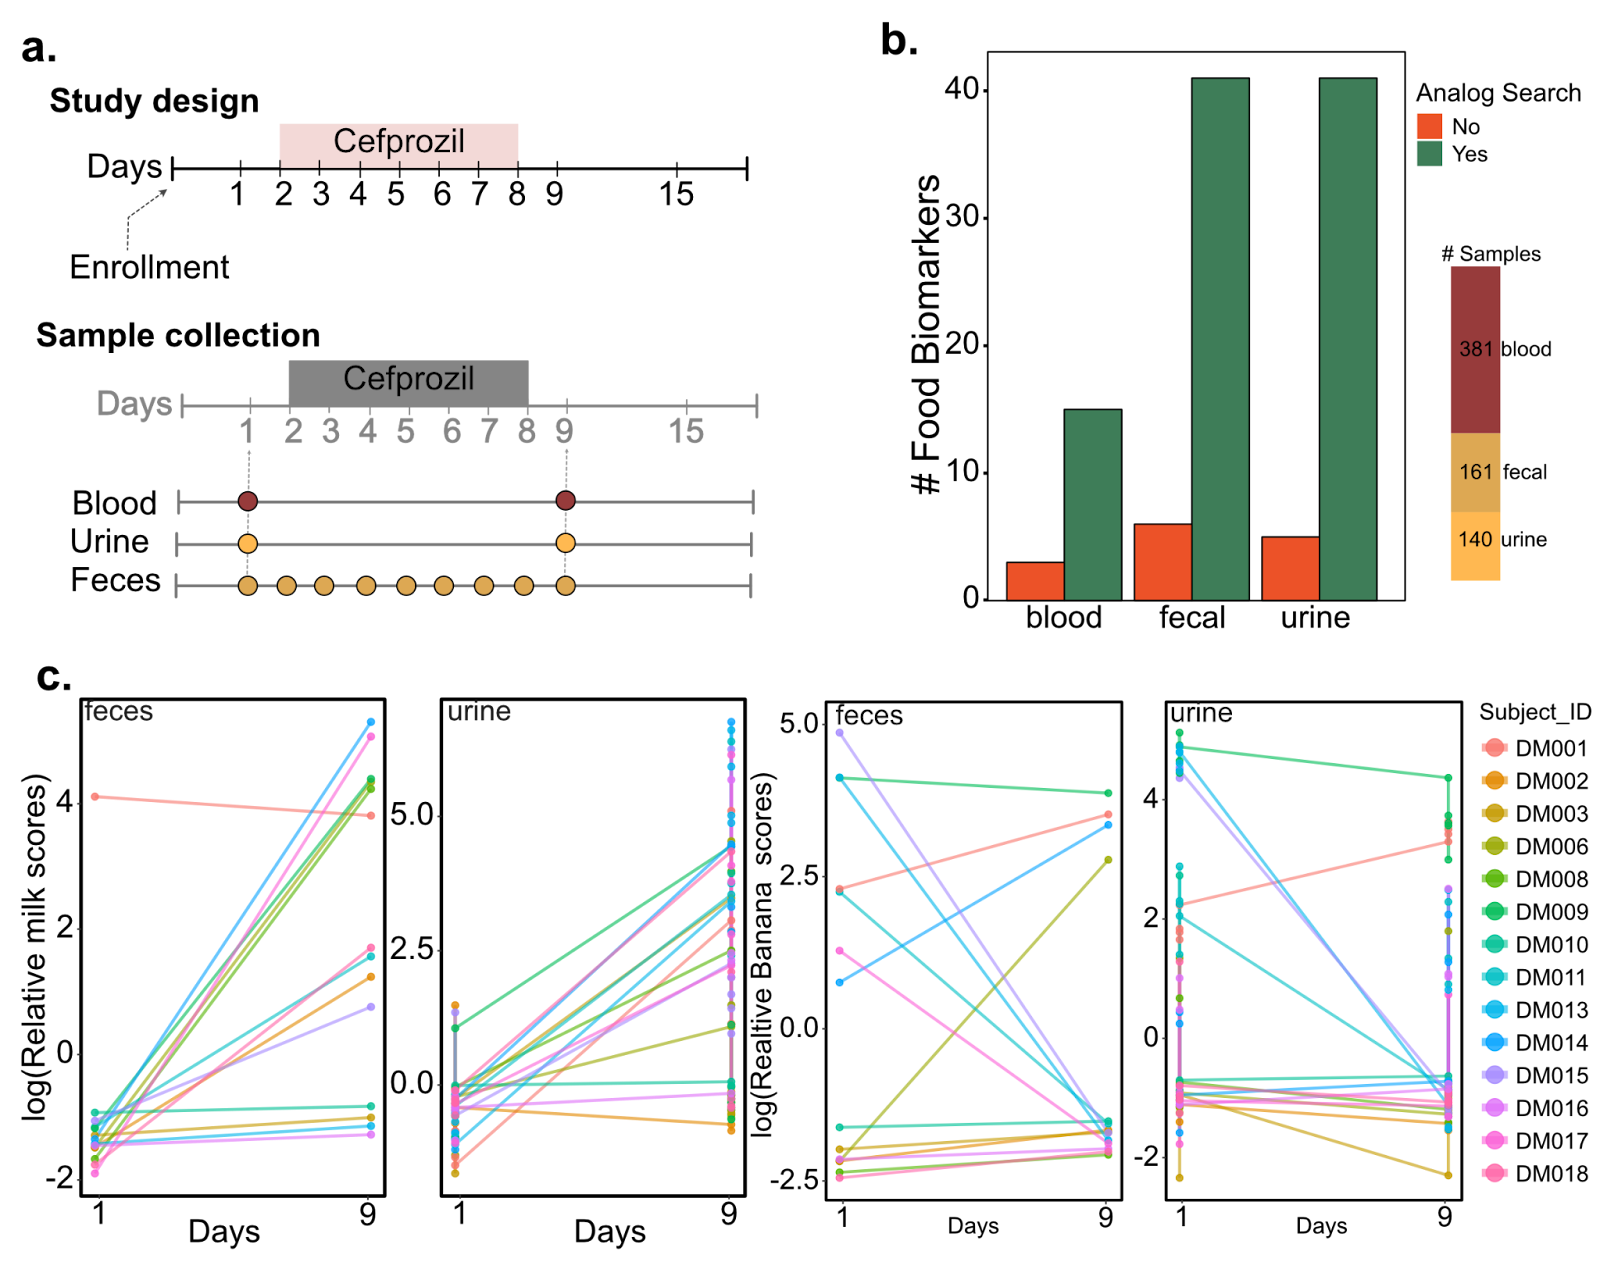 a.
Study design
Cefprozil
Days
1 2 3 4 5 6 7 8 9 15
Enrollment
Sample collection
Cefprozil
Days
1 2 3 4 5 6 7 8 9 15
Blood
Urine
Feces
b.
# Food Biomarkers
40
30
20
10
0
blood fecal urine
Analog Search
No
Yes
# Samples
381 blood
161 fecal
140 urine
c.
feces
log(Relative milk scores)
4
2
0
-2
1 9
Days
urine
5.0
2.5
0.0
1 9
Days
feces
log(Realtive Banana scores)
5.0
2.5
0.0
-2.5
1 9
Days
urine
4
2
0
-2
1 9
Days
Subject_ID
DM001
DM002
DM003
DM006
DM008
DM009
DM010
DM011
DM013
DM014
DM015
DM016
DM017
DM018